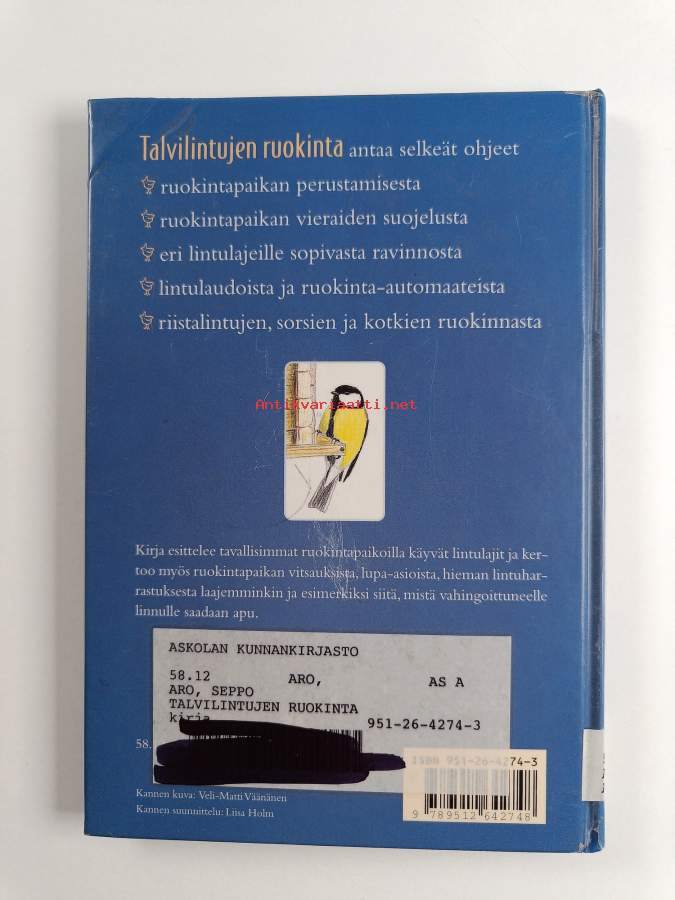 Talvilintujen ruokinta antaa selkeät ohjeet
ruokintapaikan perustamisesta
ruokintapaikan vieraiden suojelusta
eri lintulajeille sopivasta ravinnosta
lintulaudoista ja ruokinta-automaateista
riistalintujen, sorsien ja kotkien ruokinnasta
Antikvariaatti.net
Kirja esittelee tavallisimmat ruokintapaikoilla käyvät lintulajit ja ker-
too myös ruokintapaikan vitsauksista, lupa-asioista, hieman lintuhar-
rastuksesta laajemminkin ja esimerkiksi siitä, mistä vahingoittuneelle
linnulle saadaan apu.
ASKOLAN KUNNANKIRJASTO
58.12 ARO, AS A
ARO, SEPPO
TALVILINTUJEN RUOKINTA
kirja
951-26-4274-3
58.
ISBN 951-26-4274-3
9 789512 642748
Kannen kuva: Veli-Matti Väänänen
Kannen suunnittelu: Liisa Holm